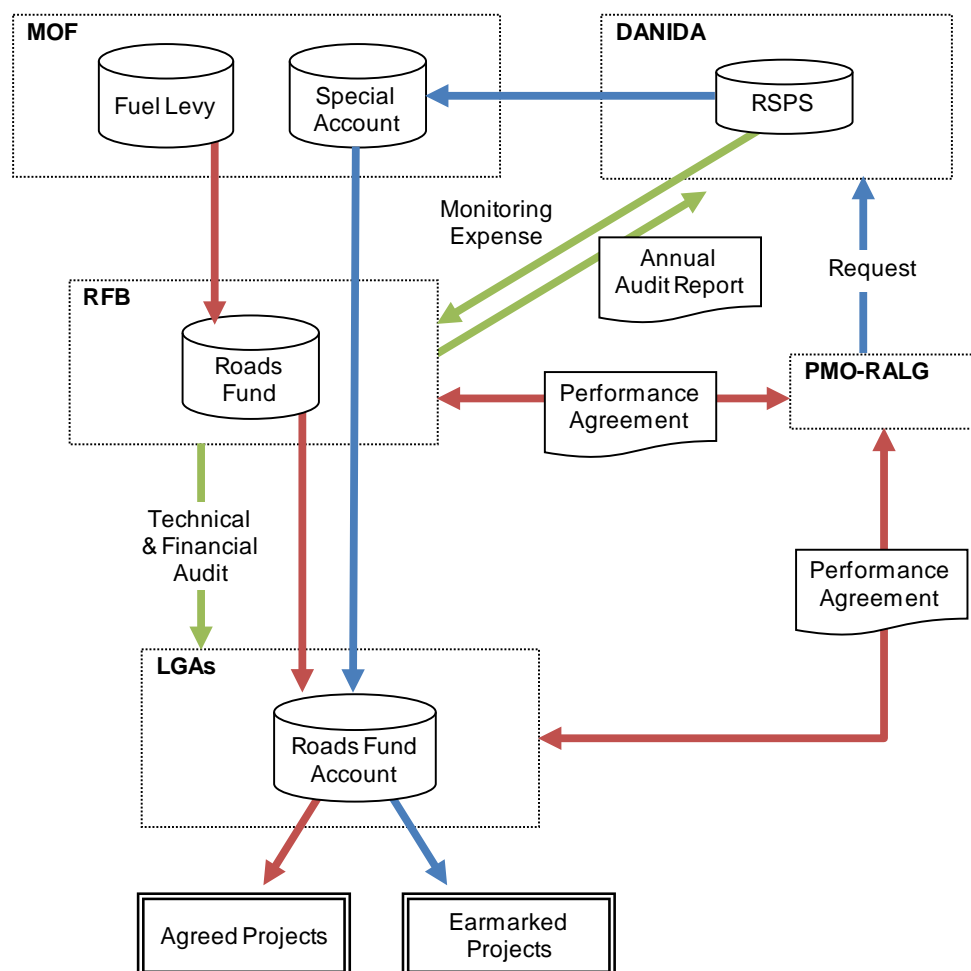 MOF
DANIDA
Fuel Levy
Special
Account
RSPS
Monitoring
Expense
Annual
Audit Report
Request
RFB
Roads
Fund
PMO-RALG
Performance
Agreement
Technical
& Financial
Audit
Performance
Agreement
LGAs
Roads Fund
Account
Agreed Projects
Earmarked
Projects